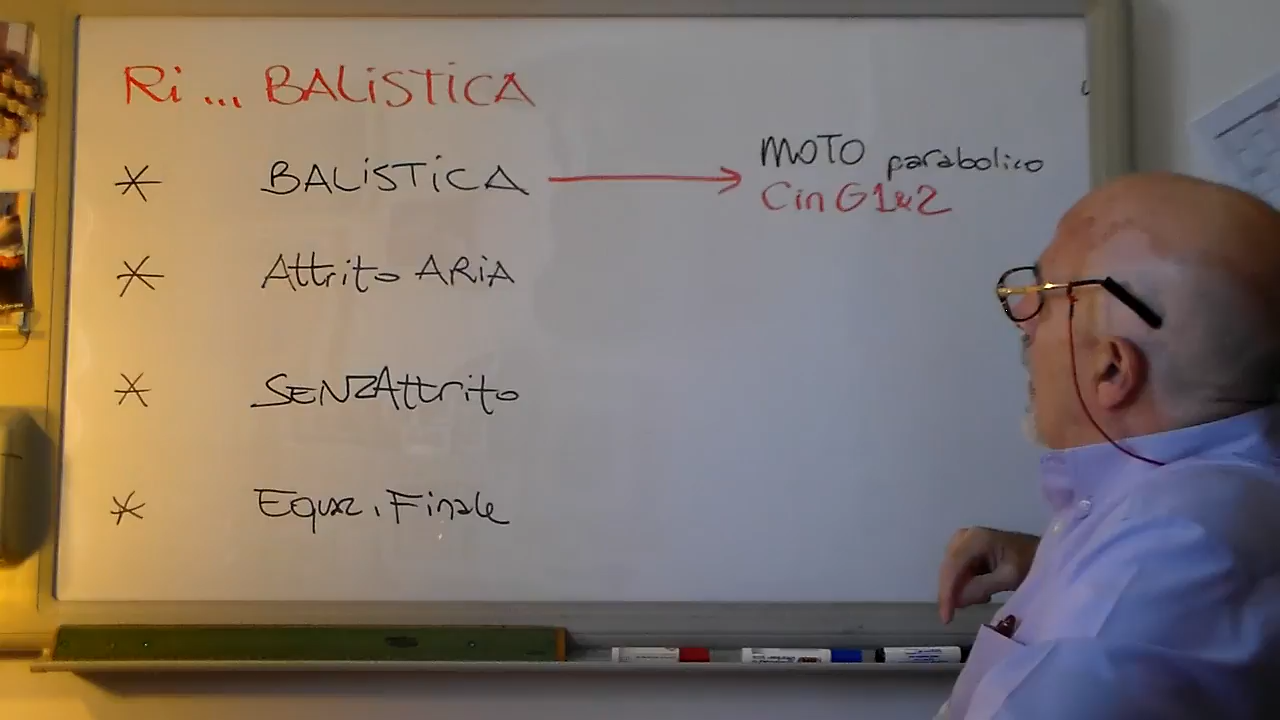 Ri... BALiSTiCA
* BALiSTiCA → MOTO parabolico
CinG1&2
* Attrito ARiA
* SENZAttrito
* Equaz. Finale